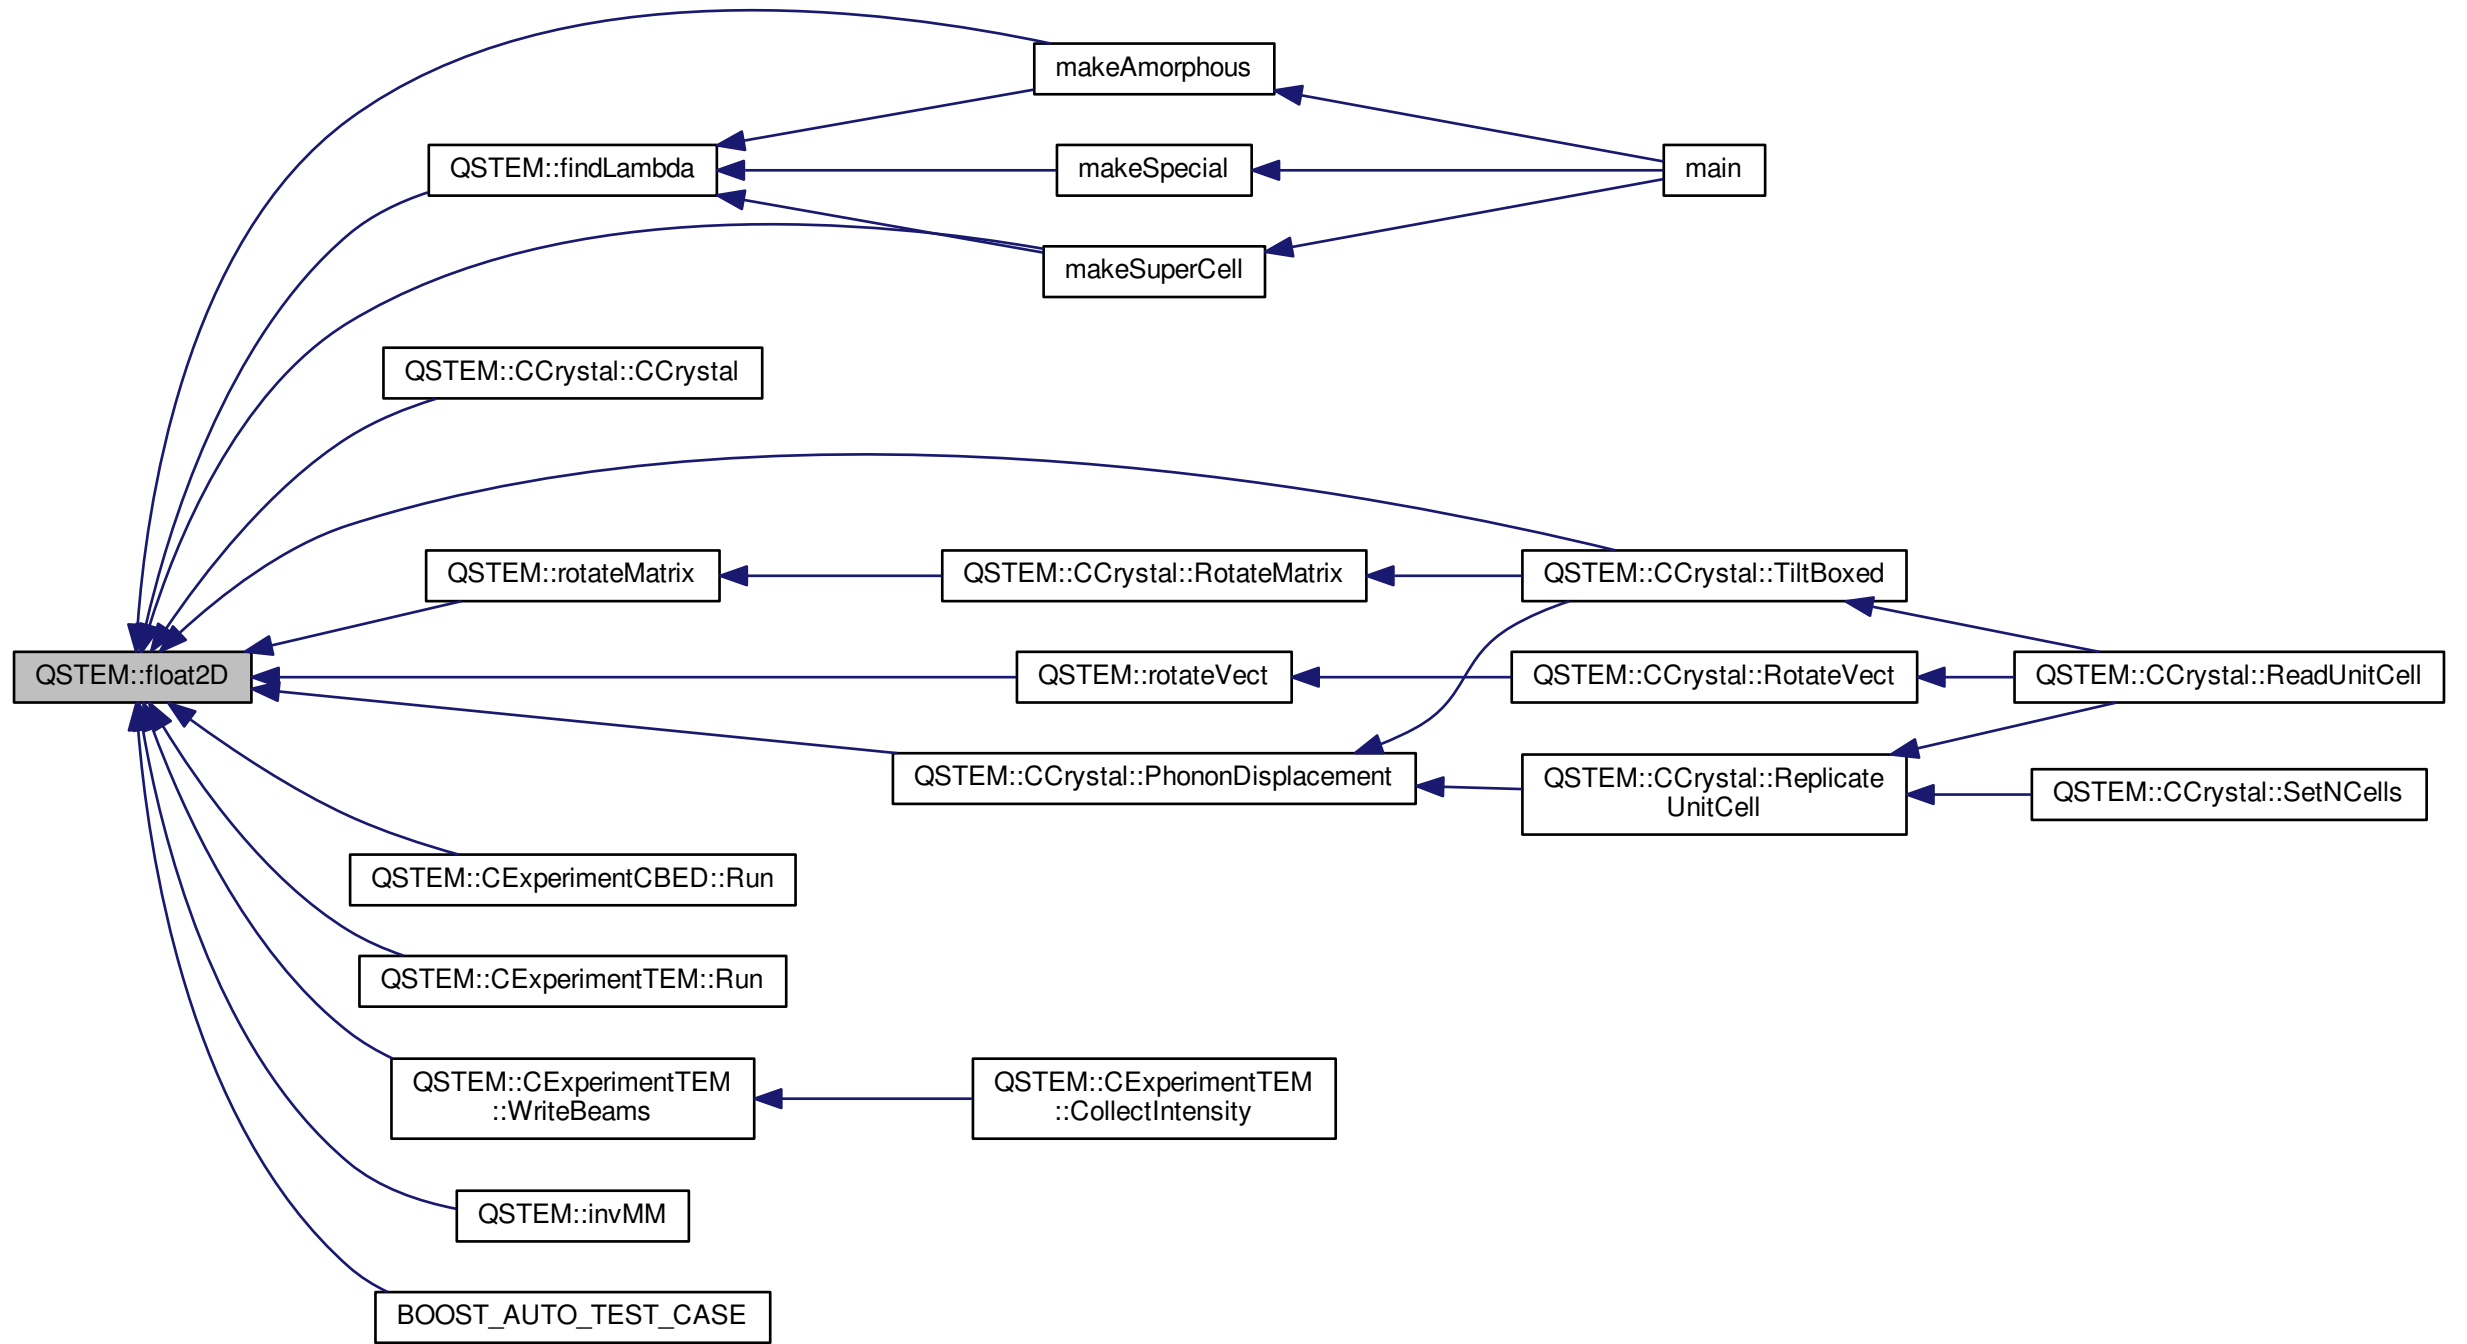 makeAmorphous
QSTEM::findLambda
makeSpecial
main
makeSuperCell
QSTEM::CCrystal::CCrystal
QSTEM::rotateMatrix
QSTEM::CCrystal::RotateMatrix
QSTEM::CCrystal::TiltBoxed
QSTEM::float2D
QSTEM::rotateVect
QSTEM::CCrystal::RotateVect
QSTEM::CCrystal::ReadUnitCell
QSTEM::CCrystal::PhononDisplacement
QSTEM::CCrystal::Replicate
UnitCell
QSTEM::CCrystal::SetNCells
QSTEM::CExperimentCBED::Run
QSTEM::CExperimentTEM::Run
QSTEM::CExperimentTEM
::WriteBeams
QSTEM::CExperimentTEM
::CollectIntensity
QSTEM::invMM
BOOST_AUTO_TEST_CASE